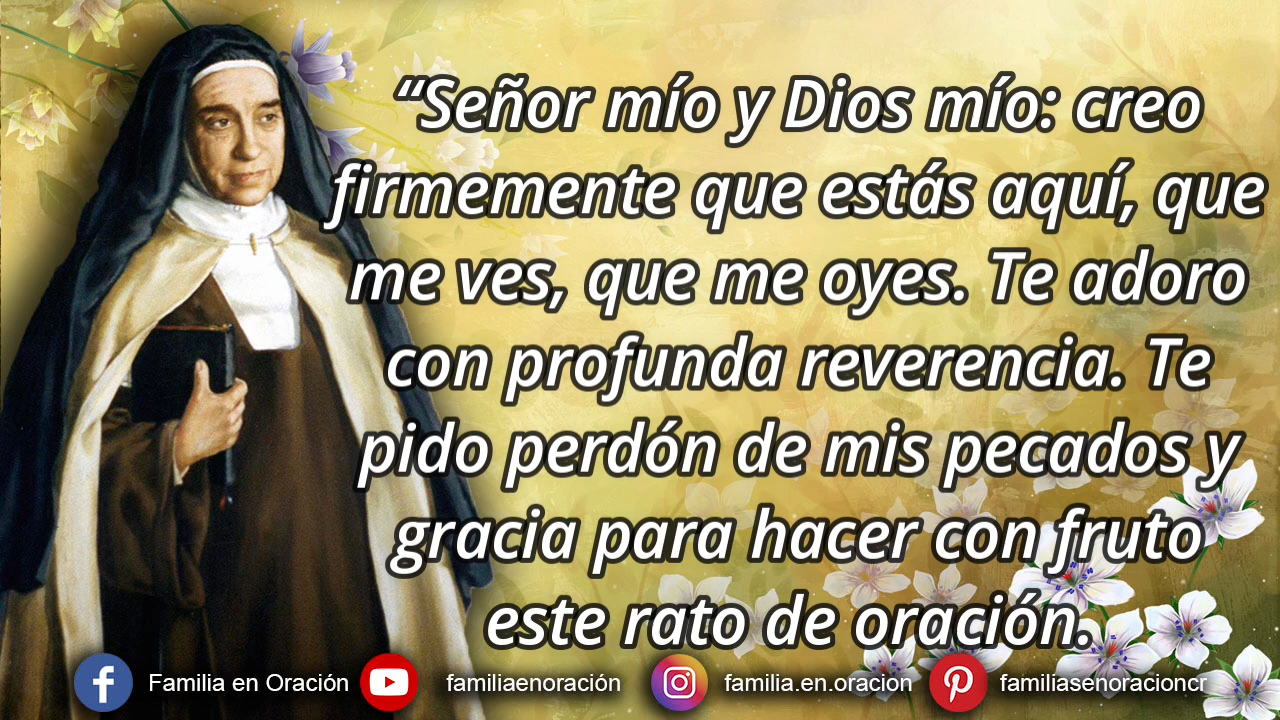 “Señor mío y Dios mío: creo
firmemente que estás aquí, que
me ves, que me oyes. Te adoro
con profunda reverencia. Te
pido perdón de mis pecados y
gracia para hacer con fruto
este rato de oración.
Familia en Oración familiaenoración familia.en.oracion familiasenoracioncr